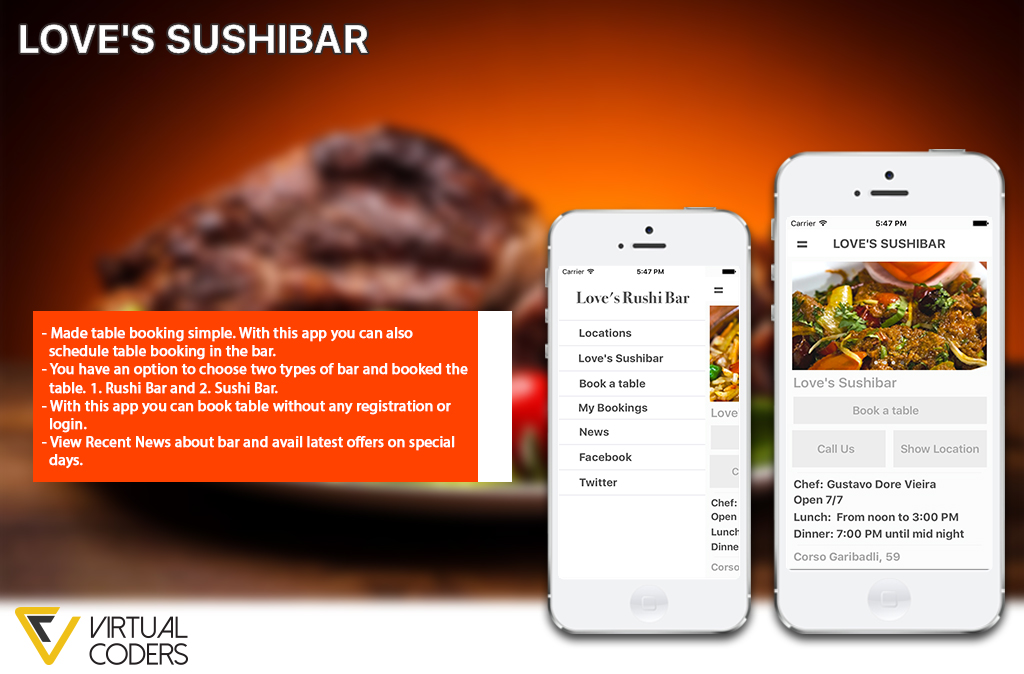 LOVE'S SUSHIBAR
- Made table booking simple. With this app you can also
schedule table booking in the bar.
- You have an option to choose two types of bar and booked the
table. 1. Rushi Bar and 2. Sushi Bar.
- With this app you can book table without any registration or
login.
- View Recent News about bar and avail latest offers on special
days.
Carrier 5:47 PM
Love's Rushi Bar
Locations
Love's Sushibar
Book a table
My Bookings
News
Facebook
Twitter
Love
C
Chef:
Open
Lunch
Dinne
Corso
Carrier 5:47 PM
LOVE'S SUSHIBAR
Love's Sushibar
Book a table
Call Us Show Location
Chef: Gustavo Dore Vieira
Open 7/7
Lunch: From noon to 3:00 PM
Dinner: 7:00 PM until mid night
Corso Garibadli, 59
VIRTUAL
CODERS